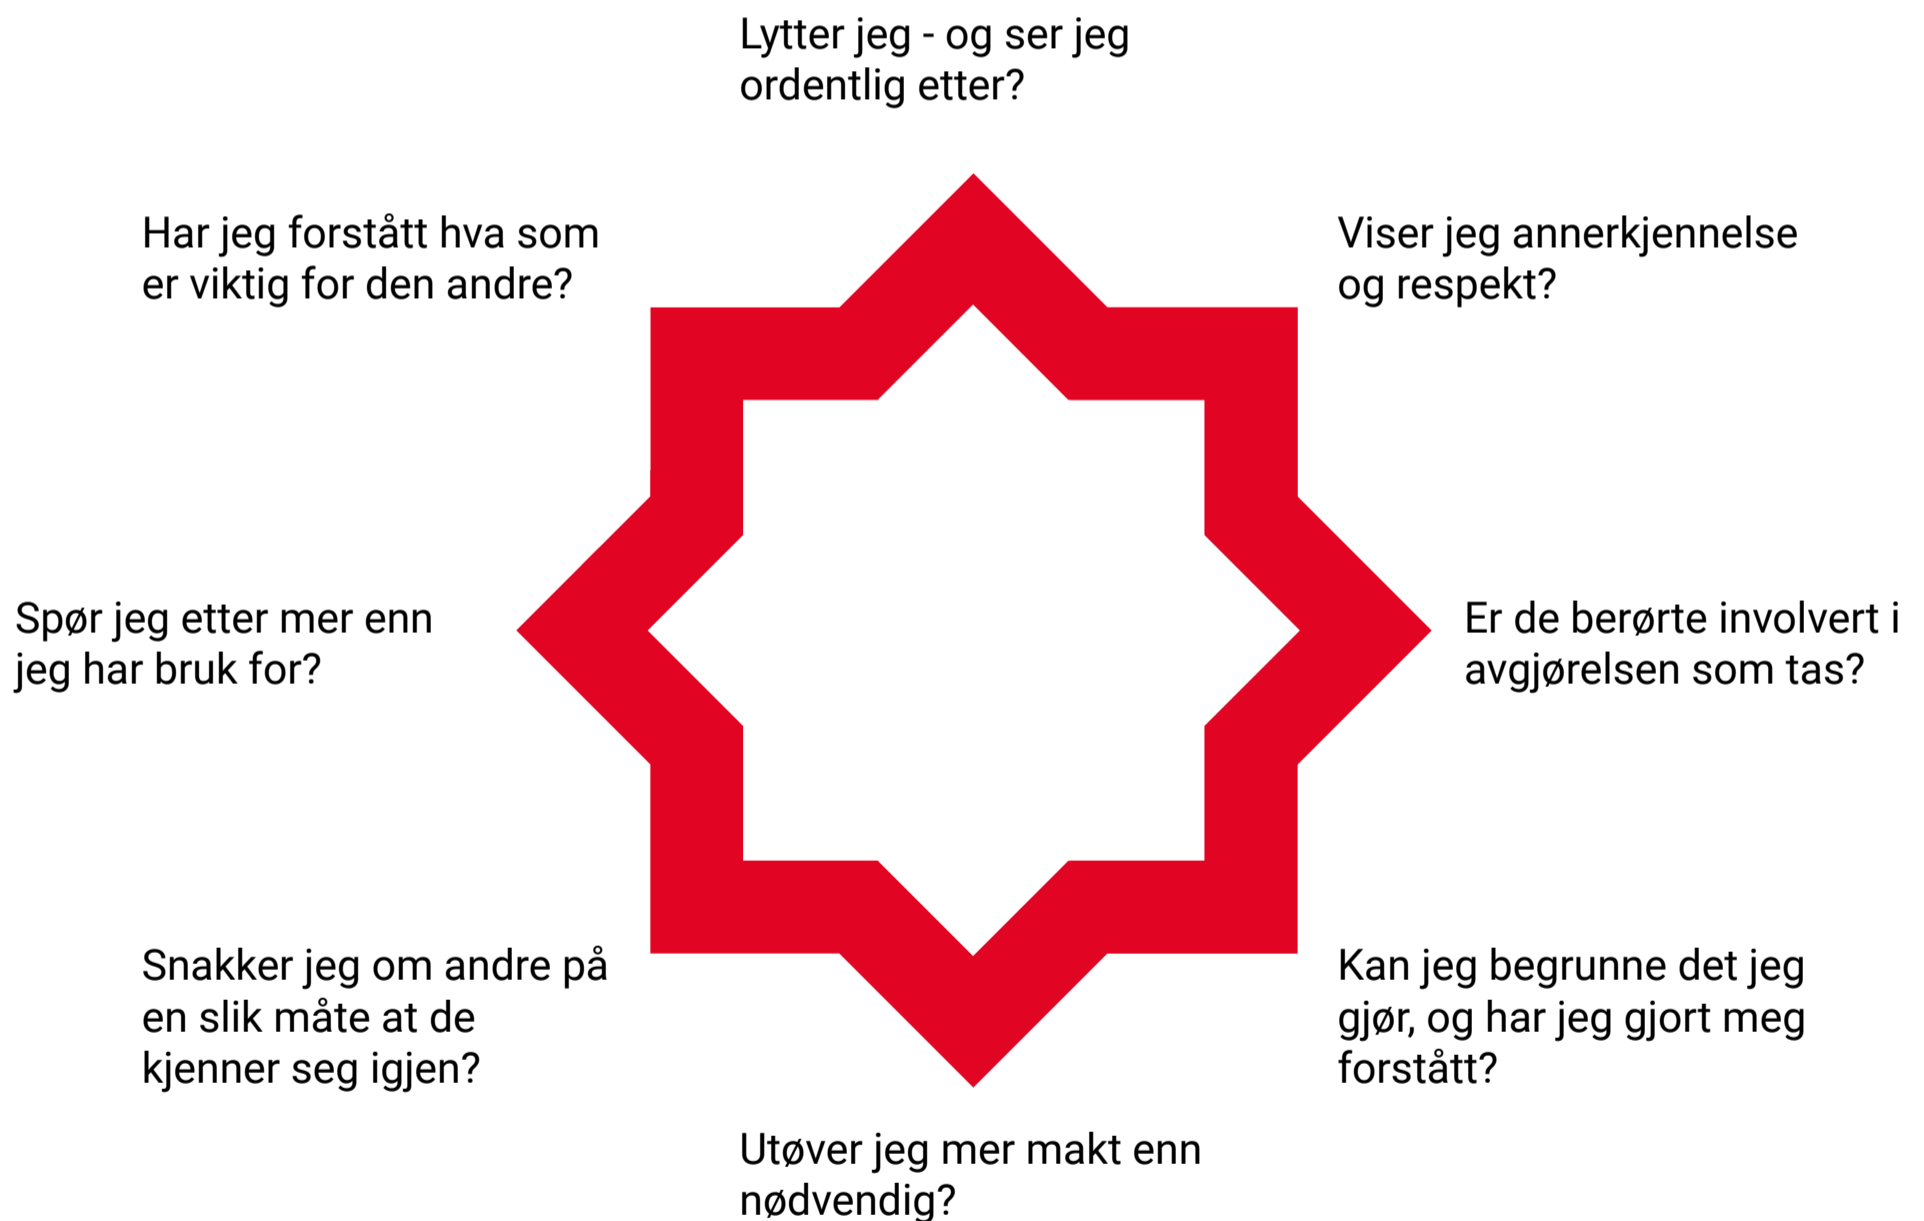 Lytter jeg - og ser jeg
ordentlig etter?
Har jeg forstått hva som
er viktig for den andre?
Viser jeg annerkjennelse
og respekt?
Spør jeg etter mer enn
jeg har bruk for?
Er de berørte involvert i
avgjørelsen som tas?
Snakker jeg om andre på
en slik måte at de
kjenner seg igjen?
Kan jeg begrunne det jeg
gjør, og har jeg gjort meg
forstått?
Utøver jeg mer makt enn
nødvendig?